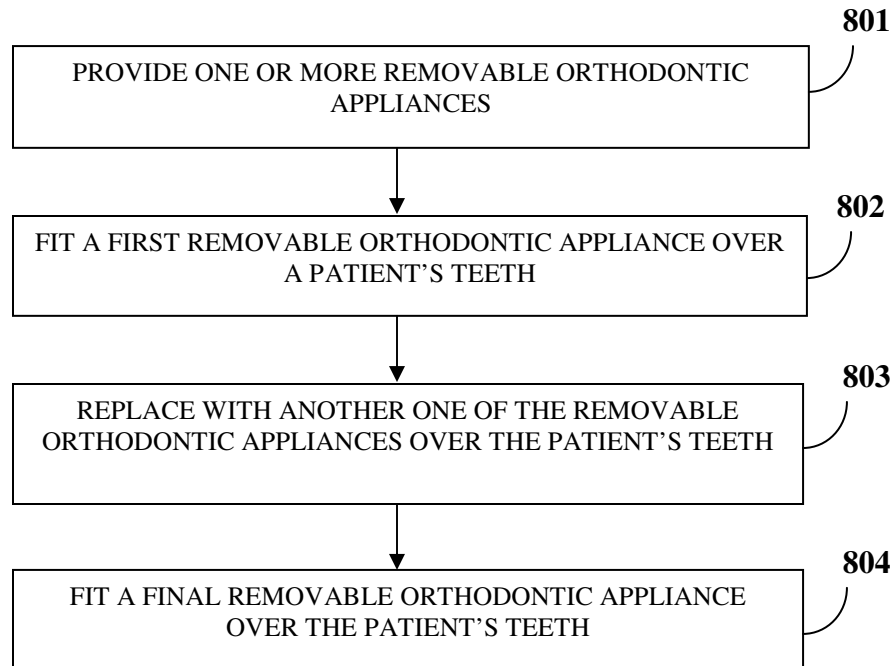 801
PROVIDE ONE OR MORE REMOVABLE ORTHODONTIC
APPLIANCES
802
FIT A FIRST REMOVABLE ORTHODONTIC APPLIANCE OVER
A PATIENT’S TEETH
803
REPLACE WITH ANOTHER ONE OF THE REMOVABLE
ORTHODONTIC APPLIANCES OVER THE PATIENT’S TEETH
804
FIT A FINAL REMOVABLE ORTHODONTIC APPLIANCE
OVER THE PATIENT’S TEETH